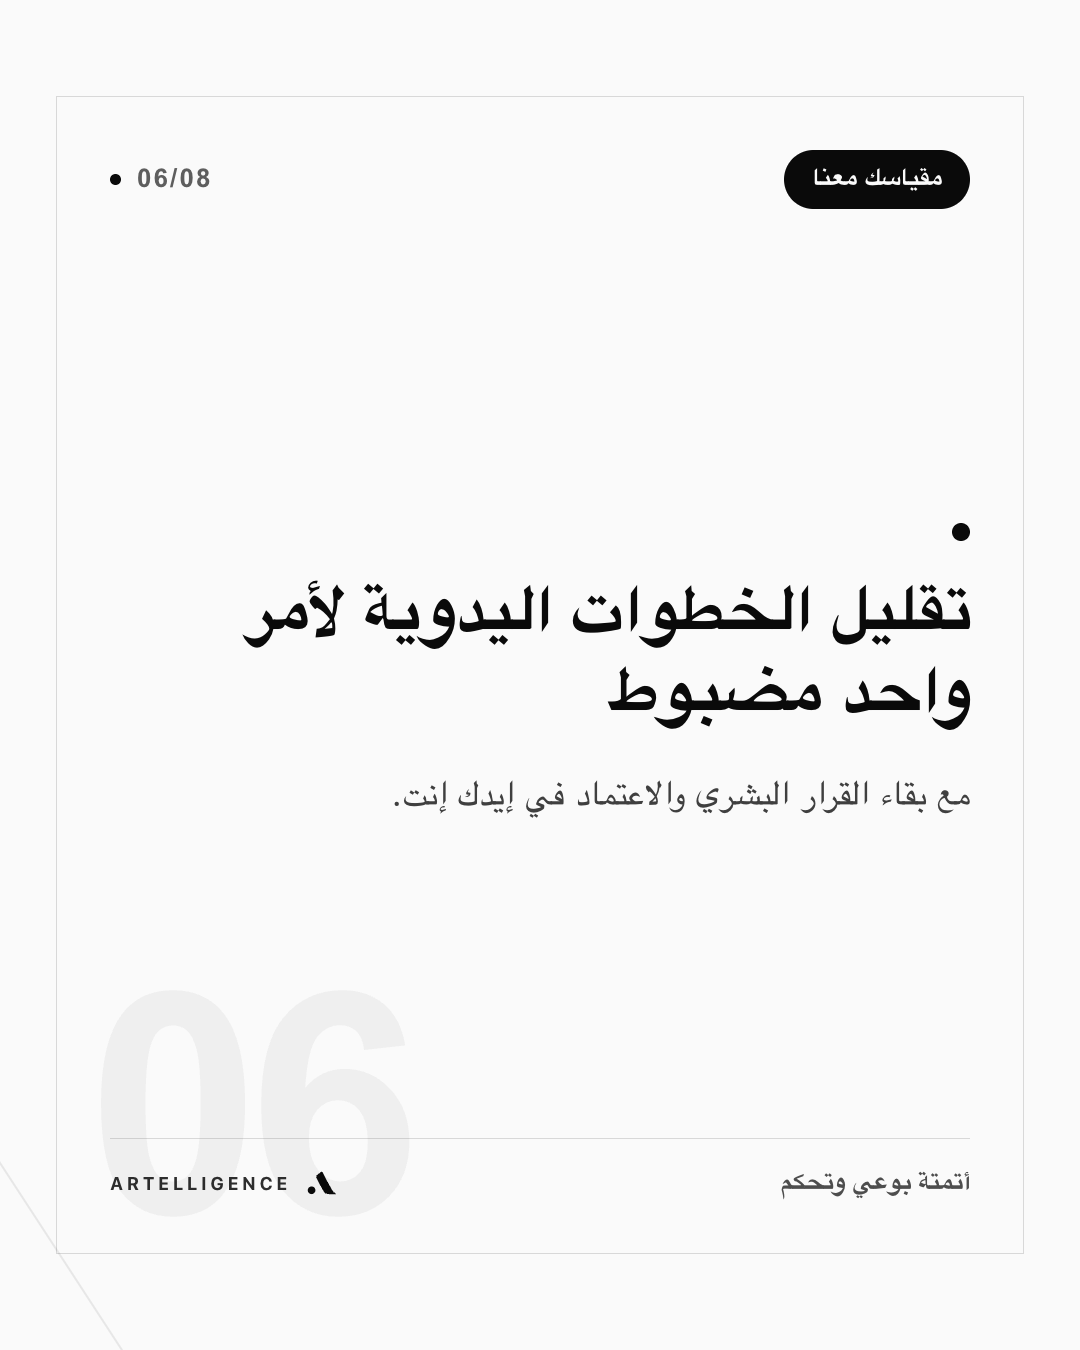 مقياسك معنا
06/08
تقليل الخطوات اليدوية لأمر
واحد مضبوط
مع بقاء القرار البشري والاعتماد في إيدك إنت.
06
أتمتة بوعي وتحكم
ARTELLIGENCE